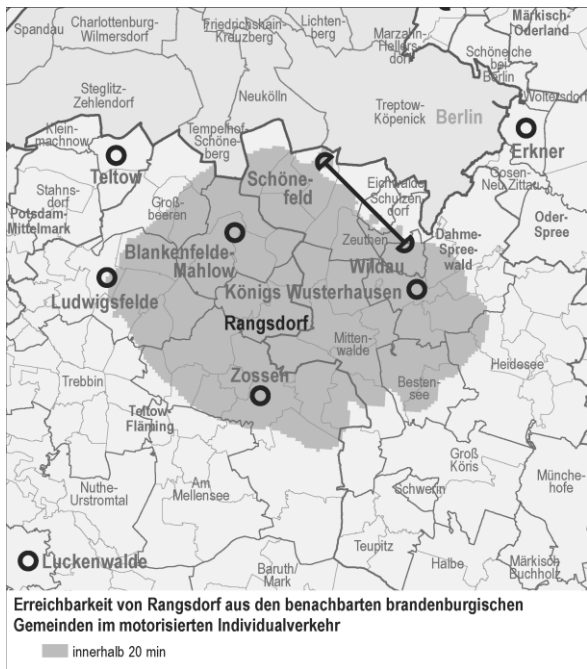 Märkisch-
Oderland
Charlottenburg-
Wilmersdorf
Friedrichshain-
Kreuzberg
Lichten-
berg
Spandau
Marzahn-
Hellers-
dorf
Schöneiche
bei
Berlin
Steglitz-
Zehlendorf
Neukölln
Treptow-
Köpenick
Berlin
Woltersdorf
Klein-
machnow
Tempelhof-
Schöne-
berg
Erkner
Teltow
Schöne-
feld
Eichwalde
Schulzen-
dorf
Gosen-
Neu Zittau
Stahns-
dorf
Potsdam-
Mittelmark
Groß-
beeren
Oder-
Spree
Blankenfelde-
Mahlow
Zeuthen
Dahme-
Spree-
wald
Wildau
Ludwigsfelde
Königs Wusterhausen
Rangsdorf
Mitten-
walde
Heidesee
Trebbin
Zossen
Besten-
see
Teltow-
Fläming
Groß
Köris
Münche-
hofe
Nuthe-
Urstromtal
Am
Mellensee
Schwerin
Teupitz
Luckenwalde
Baruth/
Mark
Halbe
Märkisch
Buchholz
Erreichbarkeit von Rangsdorf aus den benachbarten brandenburgischen
Gemeinden im motorisierten Individualverkehr
innerhalb 20 min